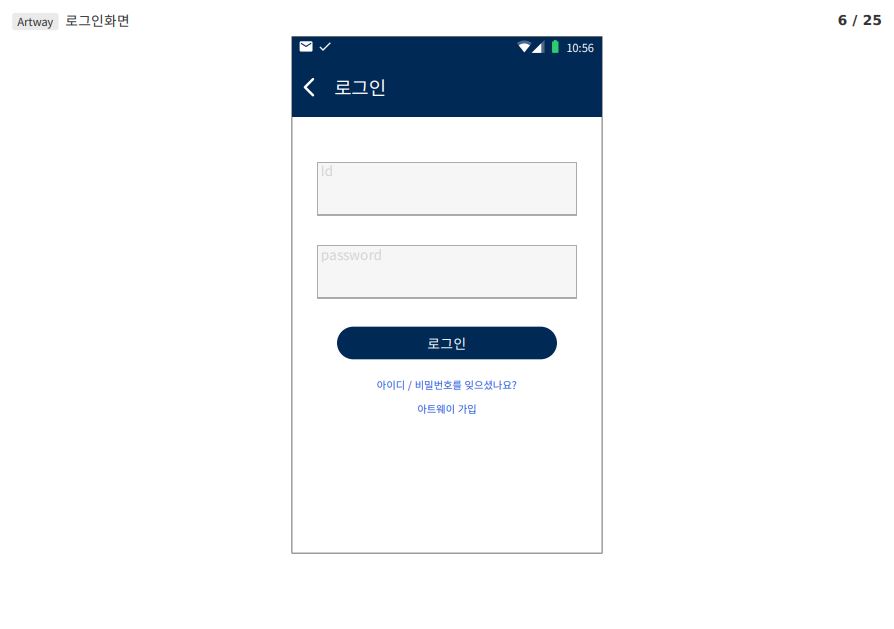 Artway 로그인화면
6 / 25
10:56
로그인
Id
password
로그인
아이디 / 비밀번호를 잊으셨나요?
아트웨이 가입